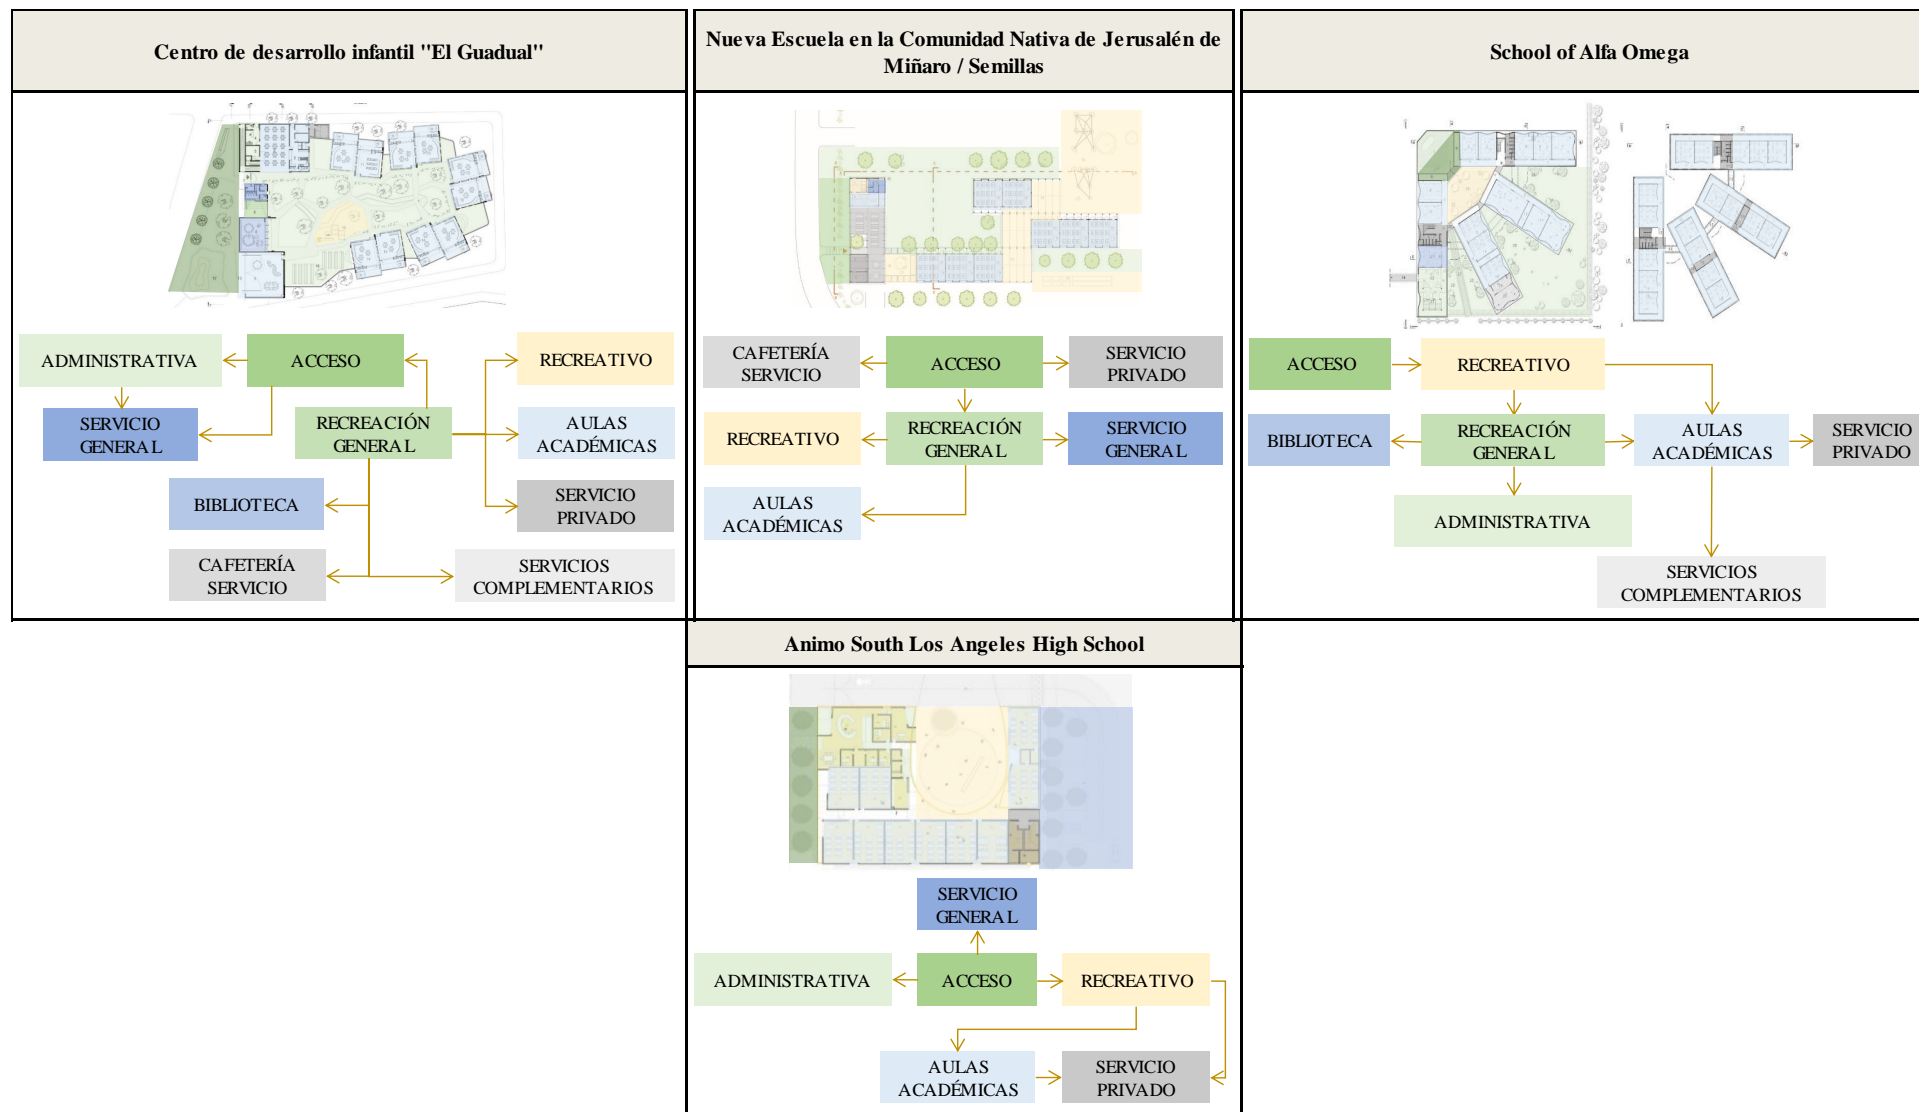 Centro de desarrollo infantil "El Guadual"
Nueva Escuela en la Comunidad Nativa de Jerusalén de
Miñaro / Semillas
School of Alfa Omega
ADMINISTRATIVA
ACCESO
RECREATIVO
SERVICIO
GENERAL
RECREACIÓN
GENERAL
AULAS
ACADÉMICAS
BIBLIOTECA
SERVICIO
PRIVADO
CAFETERÍA
SERVICIO
SERVICIOS
COMPLEMENTARIOS
CAFETERÍA
SERVICIO
ACCESO
SERVICIO
PRIVADO
RECREATIVO
RECREACIÓN
GENERAL
SERVICIO
GENERAL
AULAS
ACADÉMICAS
ACCESO
RECREATIVO
BIBLIOTECA
RECREACIÓN
GENERAL
AULAS
ACADÉMICAS
SERVICIO
PRIVADO
ADMINISTRATIVA
SERVICIOS
COMPLEMENTARIOS
Animo South Los Angeles High School
SERVICIO
GENERAL
ADMINISTRATIVA
ACCESO
RECREATIVO
AULAS
ACADÉMICAS
SERVICIO
PRIVADO